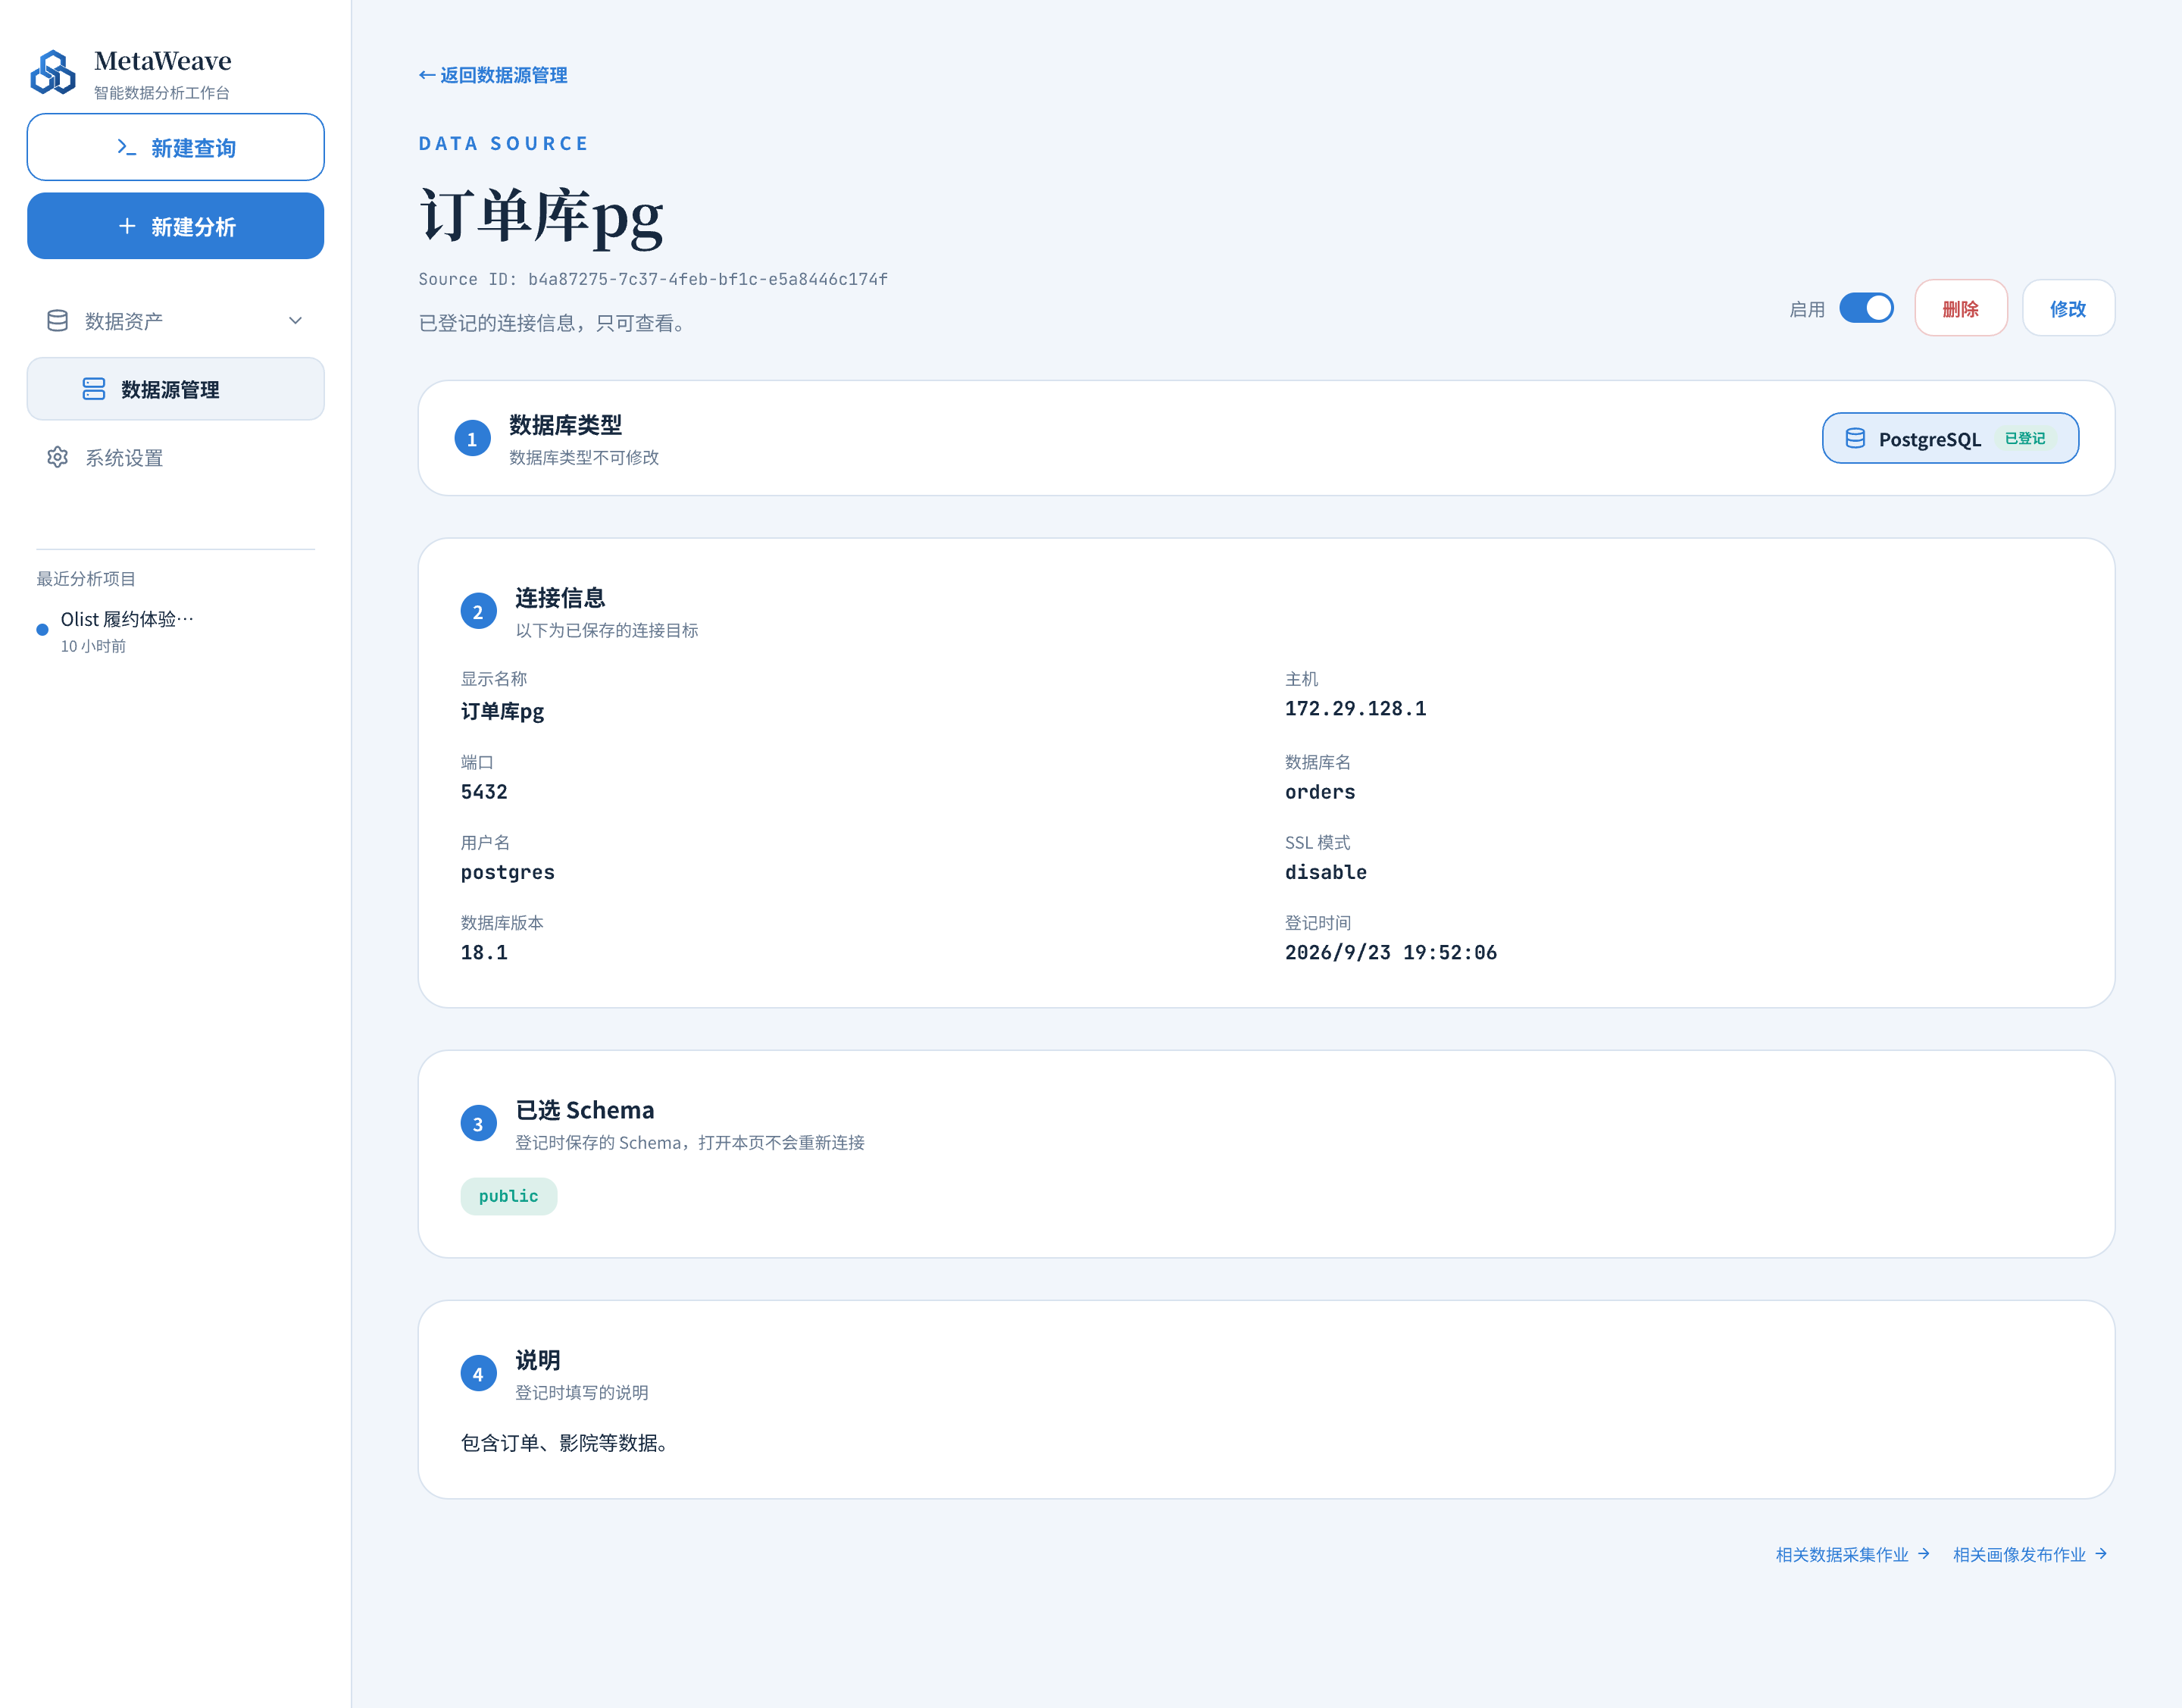 MetaWeave
智能数据分析工作台
新建查询
新建分析
数据资产
数据源管理
系统设置
最近分析项目
Olist 履约体验…
10 小时前
← 返回数据源管理
DATA SOURCE
订单库pg
Source ID: b4a87275-7c37-4feb-bf1c-e5a8446c174f
已登记的连接信息，只可查看。
启用
删除
修改
1
数据库类型
数据库类型不可修改
PostgreSQL 已登记
2
连接信息
以下为已保存的连接目标
显示名称
订单库pg
主机
172.29.128.1
端口
5432
数据库名
orders
用户名
postgres
SSL 模式
disable
数据库版本
18.1
登记时间
2026/9/23 19:52:06
3
已选 Schema
登记时保存的 Schema，打开本页不会重新连接
public
4
说明
登记时填写的说明
包含订单、影院等数据。
相关数据采集作业 →
相关画像发布作业 →